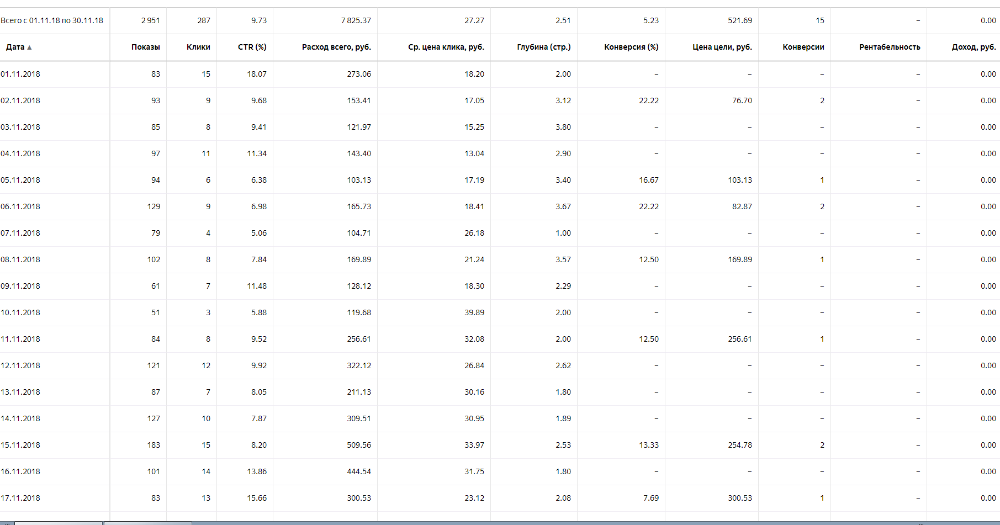 Всего с 01.11.18 по 30.11.18 2 951 287 9.73 7 825.37 27.27 2.51 5.23 521.69 15 – 0.00
Дата ▲ Показы Клики CTR (%) Расход всего, руб. Ср. цена клика, руб. Глубина (стр.) Конверсия (%) Цена цели, руб. Конверсии Рентабельность Доход, руб.
01.11.2018 83 15 18.07 273.06 18.20 2.00 – – – – 0.00
02.11.2018 93 9 9.68 153.41 17.05 3.12 22.22 76.70 2 – 0.00
03.11.2018 85 8 9.41 121.97 15.25 3.80 – – – – 0.00
04.11.2018 97 11 11.34 143.40 13.04 2.90 – – – – 0.00
05.11.2018 94 6 6.38 103.13 17.19 3.40 16.67 103.13 1 – 0.00
06.11.2018 129 9 6.98 165.73 18.41 3.67 22.22 82.87 2 – 0.00
07.11.2018 79 4 5.06 104.71 26.18 1.00 – – – – 0.00
08.11.2018 102 8 7.84 169.89 21.24 3.57 12.50 169.89 1 – 0.00
09.11.2018 61 7 11.48 128.12 18.30 2.29 – – – – 0.00
10.11.2018 51 3 5.88 119.68 39.89 2.00 – – – – 0.00
11.11.2018 84 8 9.52 256.61 32.08 2.00 12.50 256.61 1 – 0.00
12.11.2018 121 12 9.92 322.12 26.84 2.62 – – – – 0.00
13.11.2018 87 7 8.05 211.13 30.16 1.80 – – – – 0.00
14.11.2018 127 10 7.87 309.51 30.95 1.89 – – – – 0.00
15.11.2018 183 15 8.20 509.56 33.97 2.53 13.33 254.78 2 – 0.00
16.11.2018 101 14 13.86 444.54 31.75 1.80 – – – – 0.00
17.11.2018 83 13 15.66 300.53 23.12 2.08 7.69 300.53 1 – 0.00